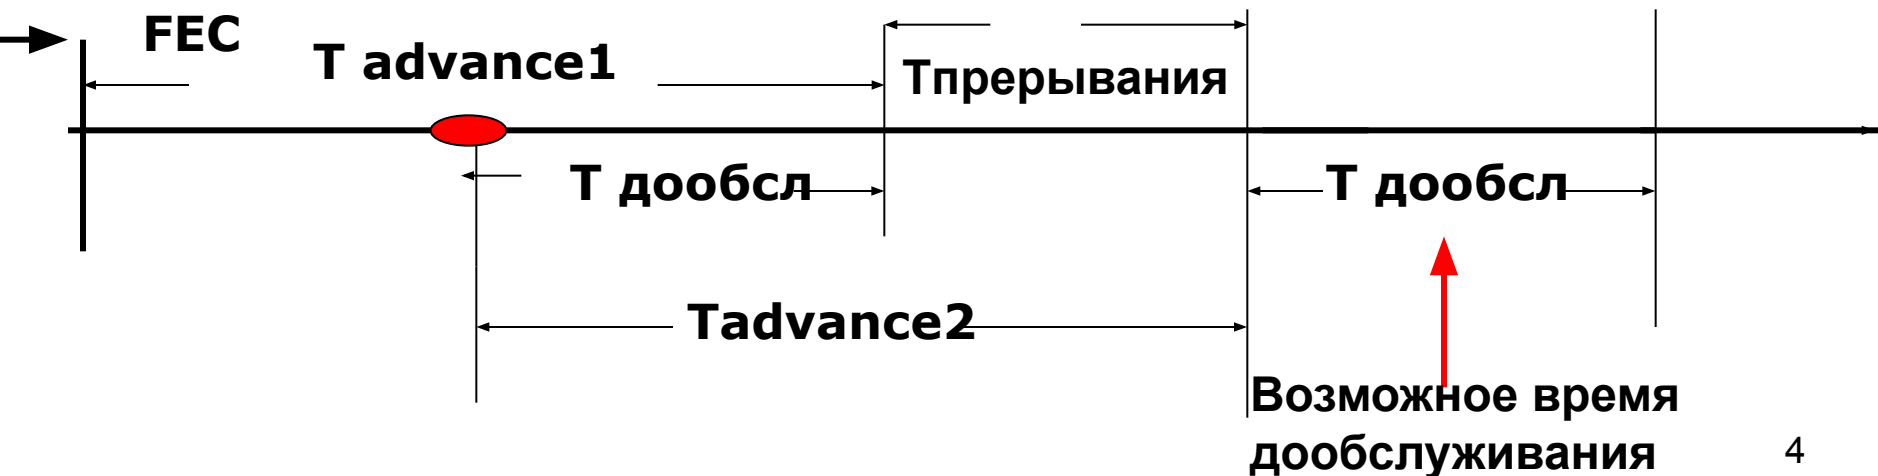 FEC
T advance1
Tпрерывания
Т дообсл
Т дообсл
Tadvance2
Возможное время
дообслуживания
4